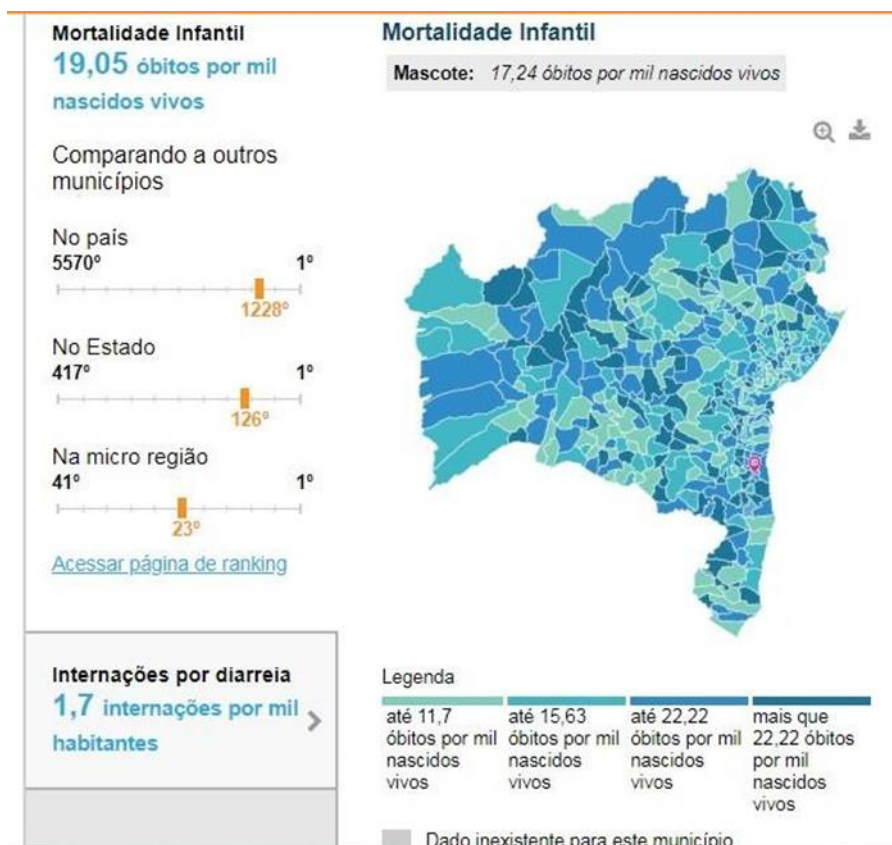 Mortalidade Infantil
19,05 óbitos por mil
nascidos vivos
Comparando a outros
municípios
No país
5570º 1º
1228º
No Estado
417º 1º
126º
Na micro região
41º 1º
23º
Acessar página de ranking
Internações por diarreia
1,7 internações por mil
habitantes
Mortalidade Infantil
Mascote: 17,24 óbitos por mil nascidos vivos
Legenda
até 11,7
óbitos por mil
nascidos
vivos
até 15,63
óbitos por mil
nascidos
vivos
até 22,22
óbitos por mil
nascidos
vivos
mais que
22,22 óbitos
por mil
nascidos
vivos
Dado inexistente para este município